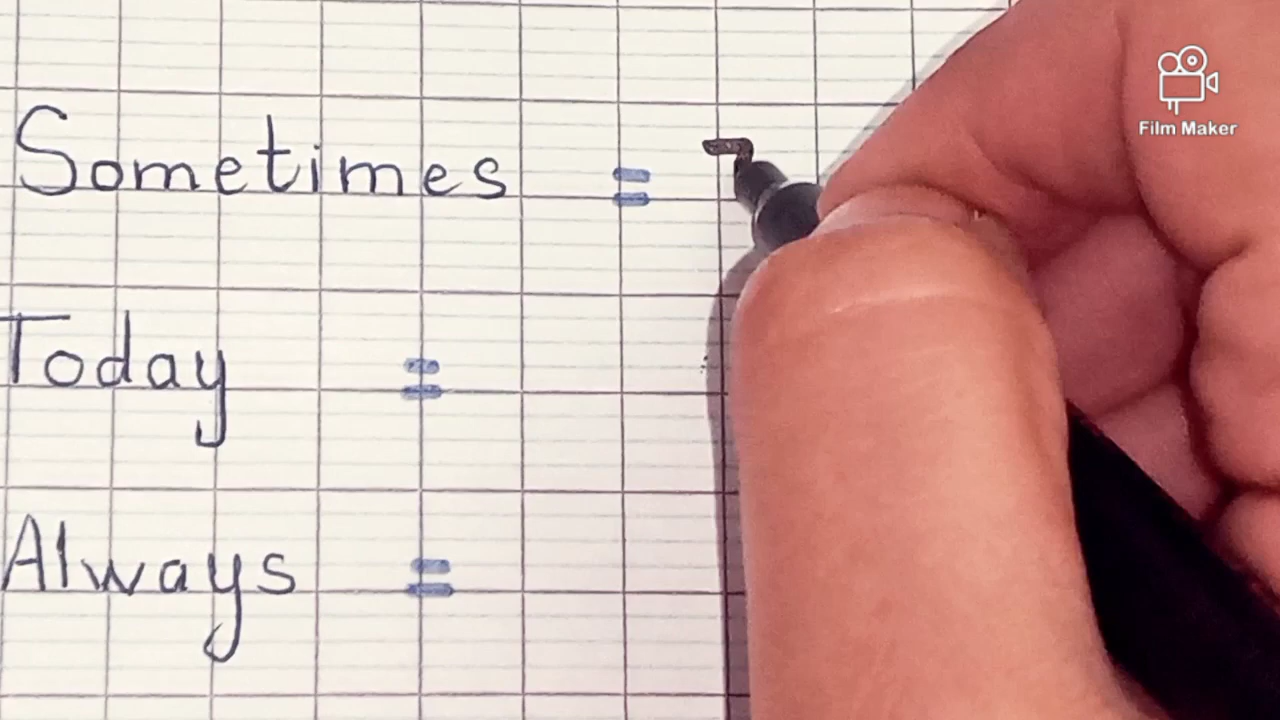 Film Maker
Sometimes =
Today =
Always =